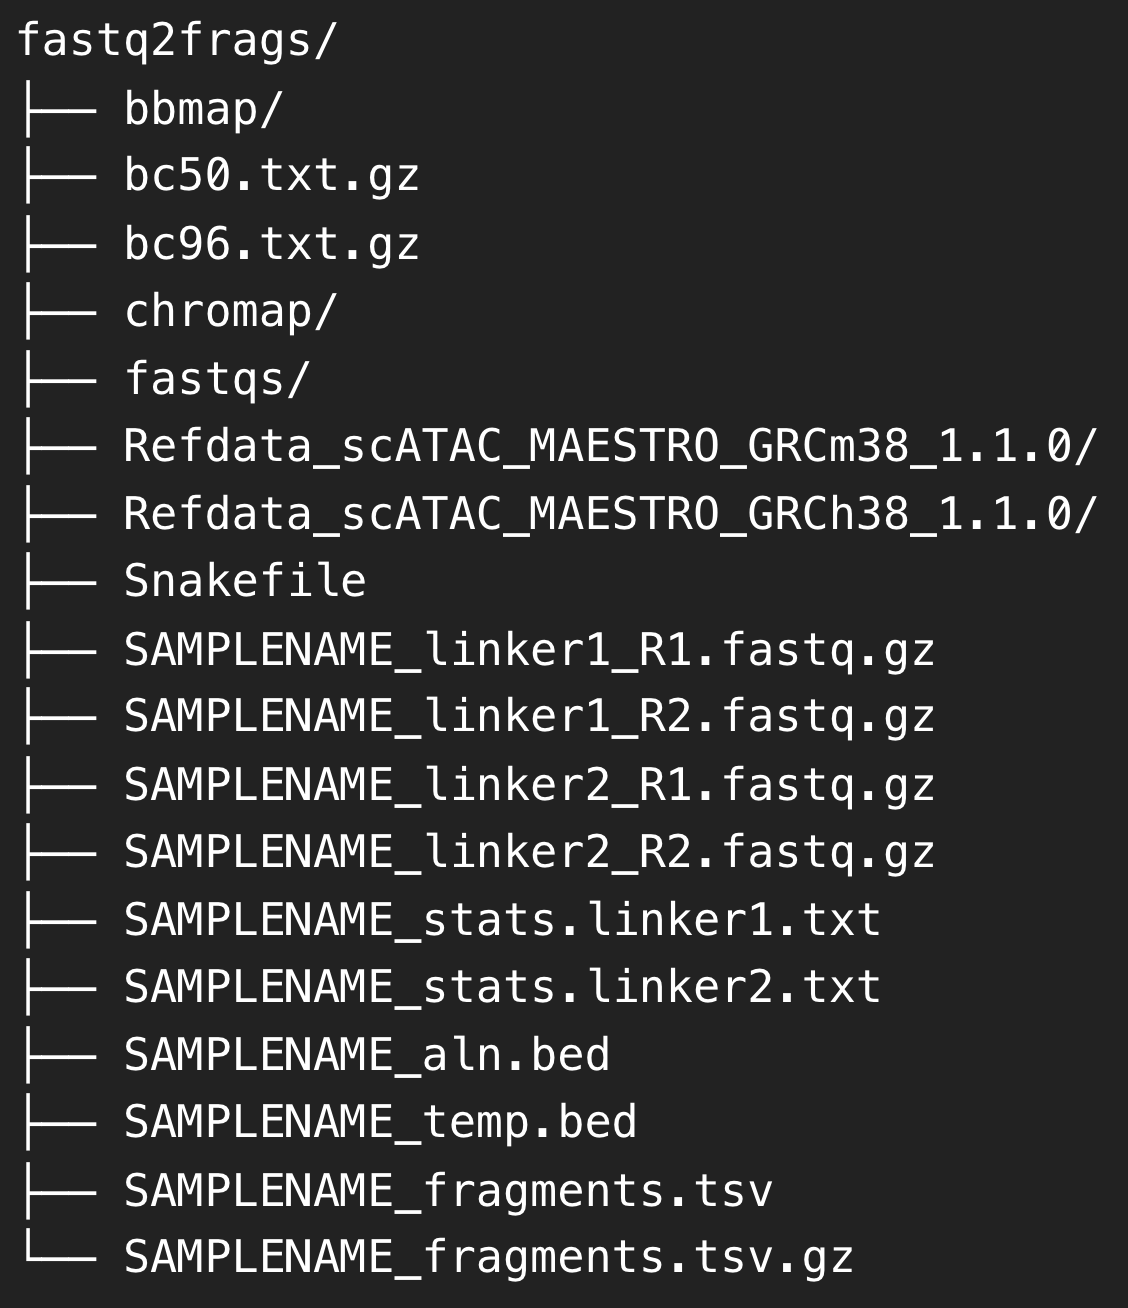 fastq2frags/
├── bbmap/
├── bc50.txt.gz
├── bc96.txt.gz
├── chromap/
├── fastqs/
├── Refdata_scATAC_MAESTRO_GRCm38_1.1.0/
├── Refdata_scATAC_MAESTRO_GRCh38_1.1.0/
├── Snakefile
├── SAMPLENAME_linker1_R1.fastq.gz
├── SAMPLENAME_linker1_R2.fastq.gz
├── SAMPLENAME_linker2_R1.fastq.gz
├── SAMPLENAME_linker2_R2.fastq.gz
├── SAMPLENAME_stats.linker1.txt
├── SAMPLENAME_stats.linker2.txt
├── SAMPLENAME_aln.bed
├── SAMPLENAME_temp.bed
├── SAMPLENAME_fragments.tsv
└── SAMPLENAME_fragments.tsv.gz